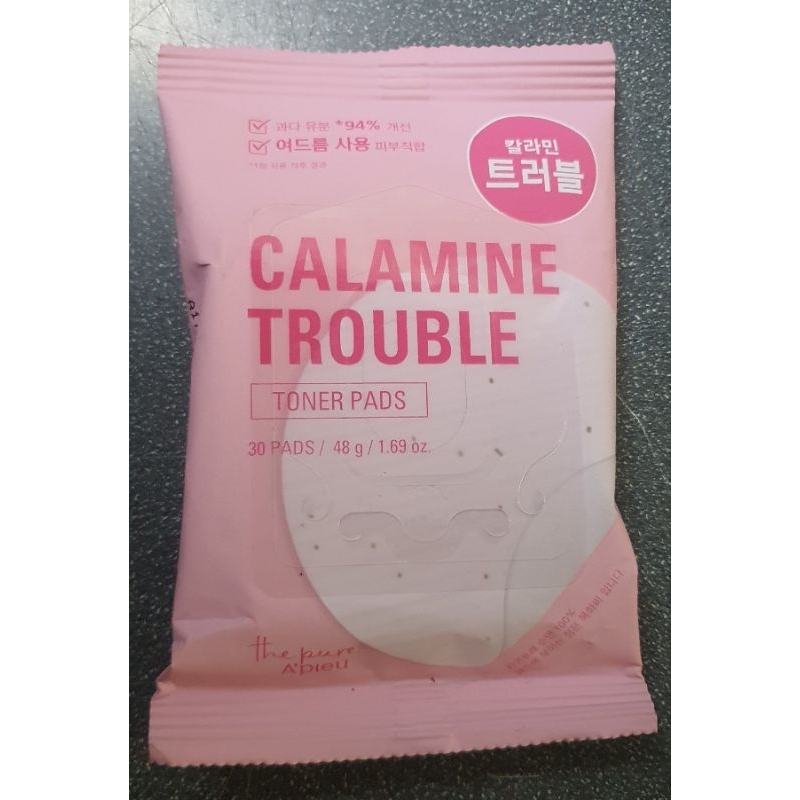 과다 유분 *94% 개선
여드름 사용 피부적합
칼라민
트러블
CALAMINE
TROUBLE
TONER PADS
30 PADS / 48 g / 1.69 oz.
the pure
A'PIEU
100%